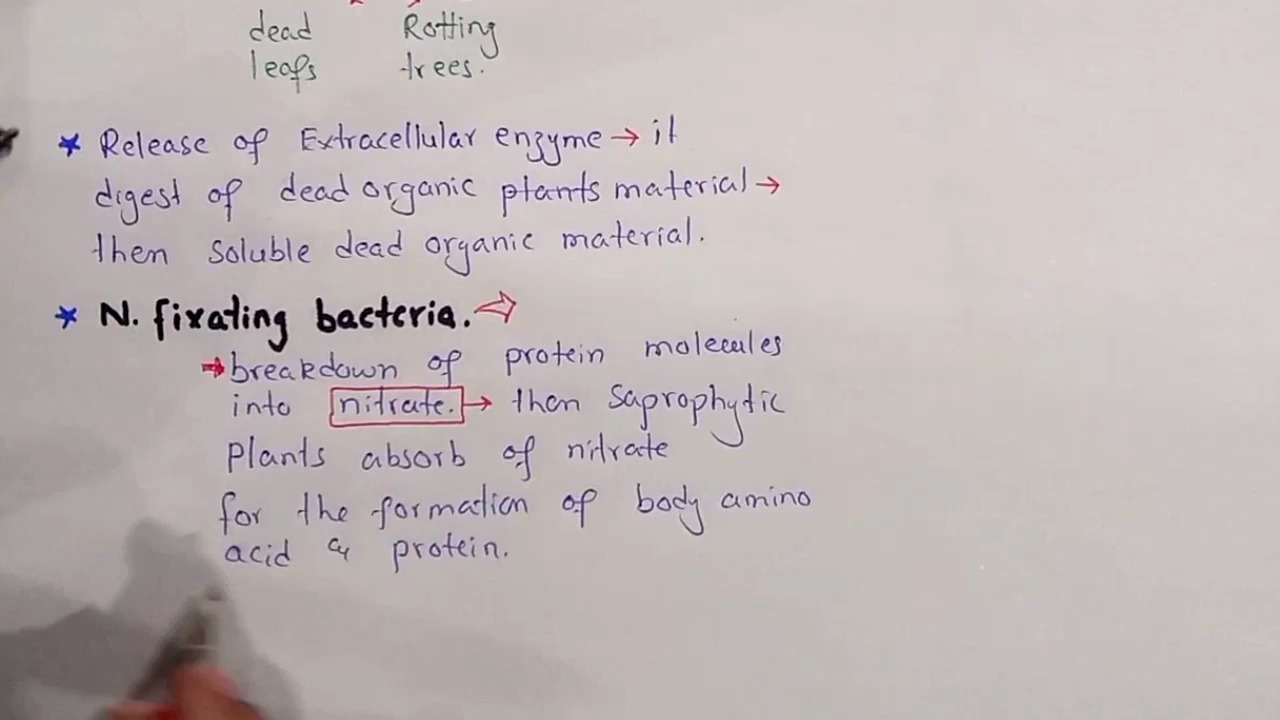 dead Rotting
leafs trees.
* Release of Extracellular enzyme → it
digest of dead organic plants material →
then soluble dead organic material.
* N. fixating bacteria. ⇒
→ breakdown of protein molecules
into nitrate. → then Saprophytic
Plants absorb of nitrate
for the formation of body amino
acid & protein.